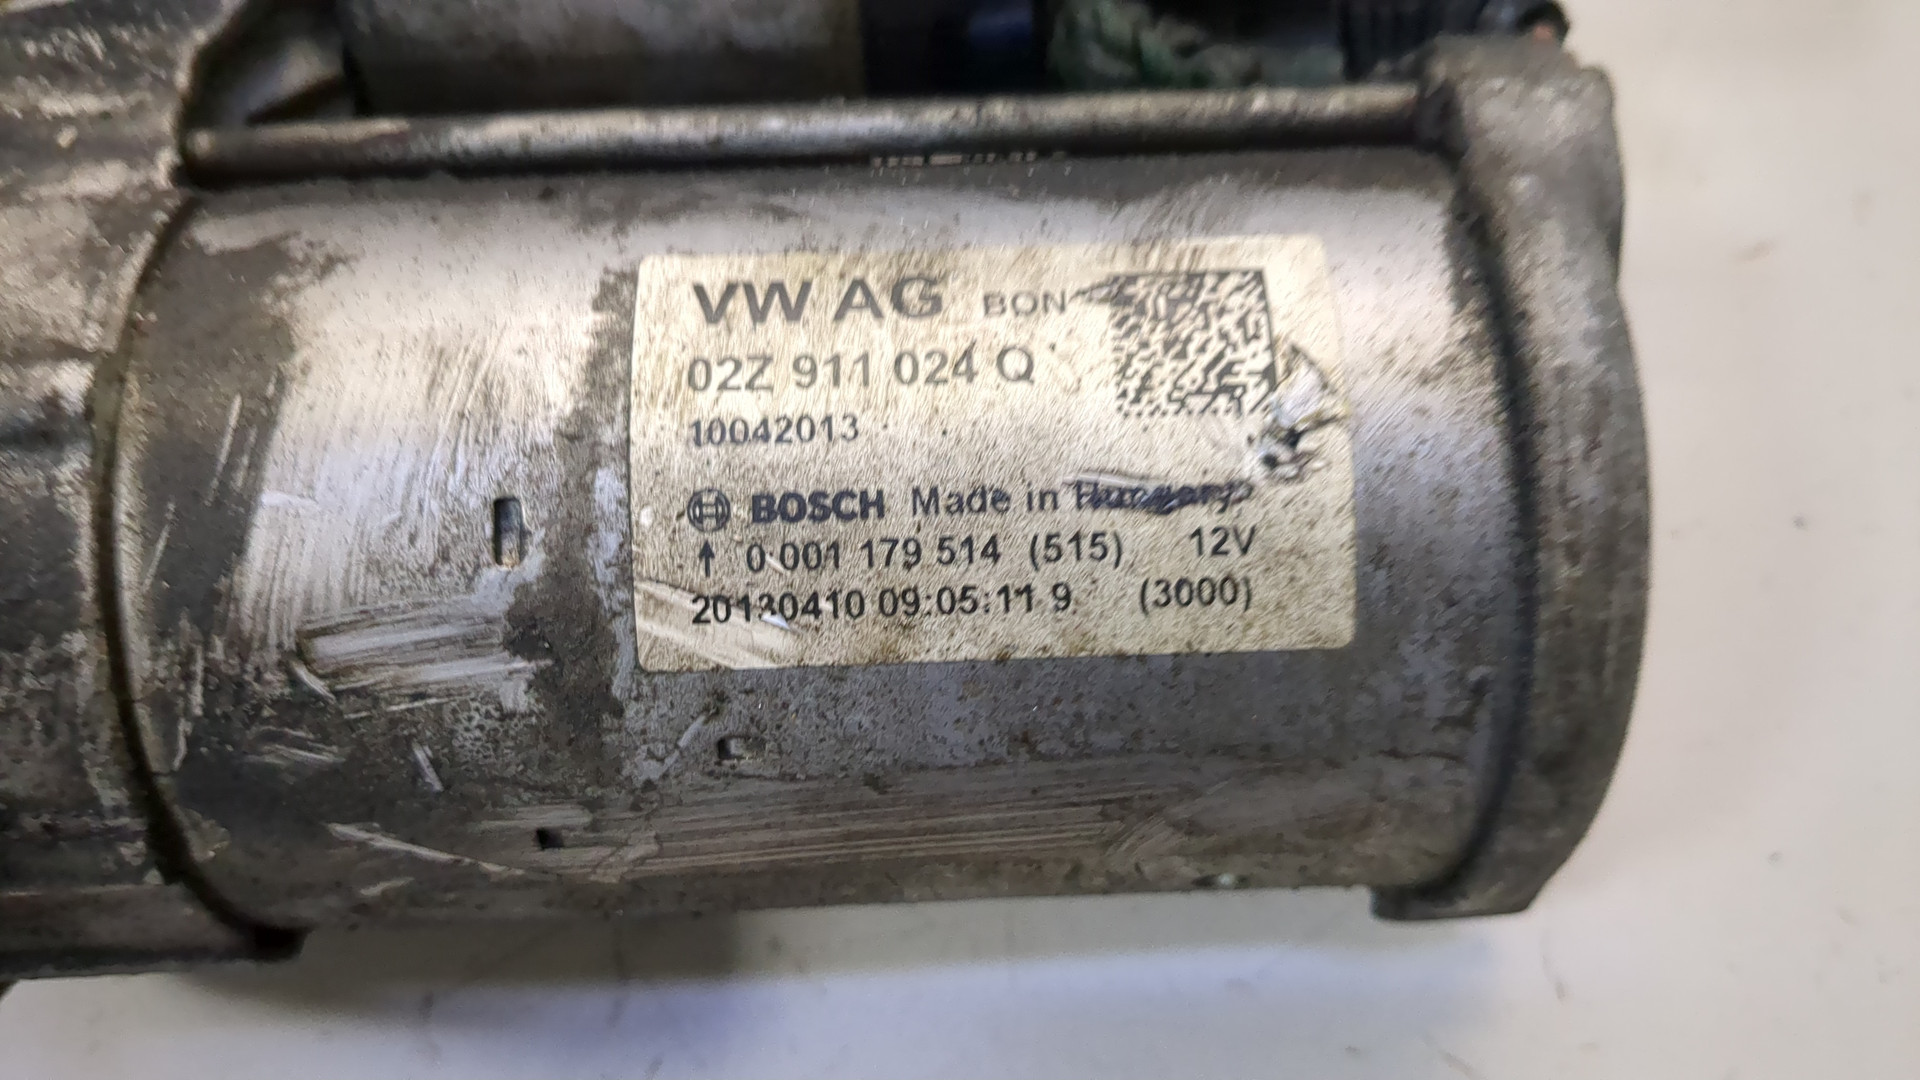 VW AG BON
02Z 911 024 Q
10042013
BOSCH Made in Hungary
0 001 179 514 (515) 12V
20130410 09:05:11 9 (3000)